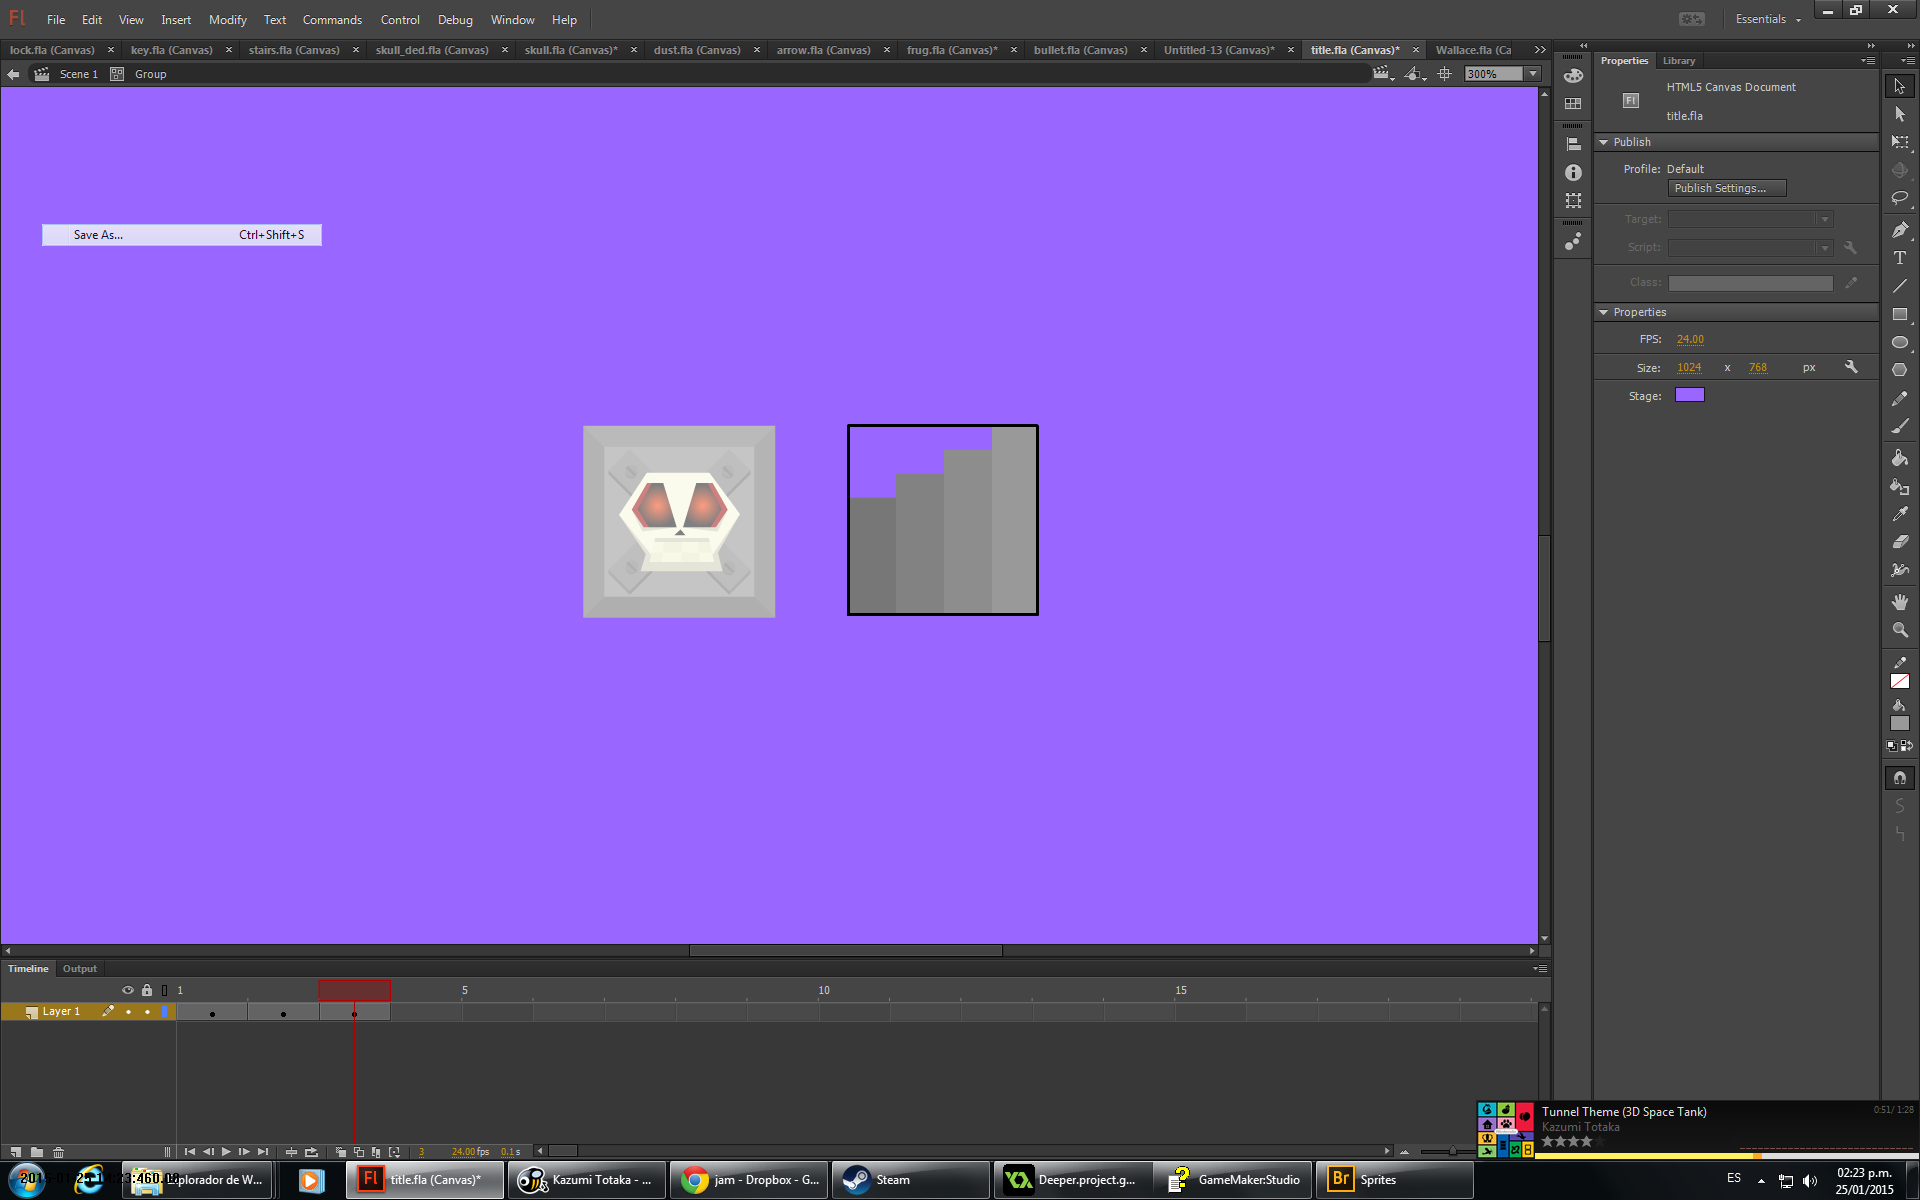 Fl File Edit View Insert Modify Text Commands Control Debug Window Help Essentials
lock.fla (Canvas) key.fla (Canvas) stairs.fla (Canvas) skull_ded.fla (Canvas) skull.fla (Canvas)* dust.fla (Canvas) arrow.fla (Canvas) frug.fla (Canvas)* bullet.fla (Canvas) Untitled-13 (Canvas)* title.fla (Canvas)* Wallace.fla (Ca
Scene 1 Group 300%
Save As... Ctrl+Shift+S
Properties Library
HTML5 Canvas Document
Fl
title.fla
Publish
Profile: Default
Publish Settings...
Target:
Script:
Class:
Properties
FPS: 24.00
Size: 1024 x 768 px
Stage:
Timeline Output
1 5 10 15
Layer 1
3 24.00 fps 0.1 s
Tunnel Theme (3D Space Tank) 0:51/ 1:28
Kazumi Totaka
xplorador de W... Fl title.fla (Canvas)* Kazumi Totaka - ... jam - Dropbox - G... Steam Deeper.project.g... GameMaker:Studio Br Sprites
ES 02:23 p.m.
25/01/2015